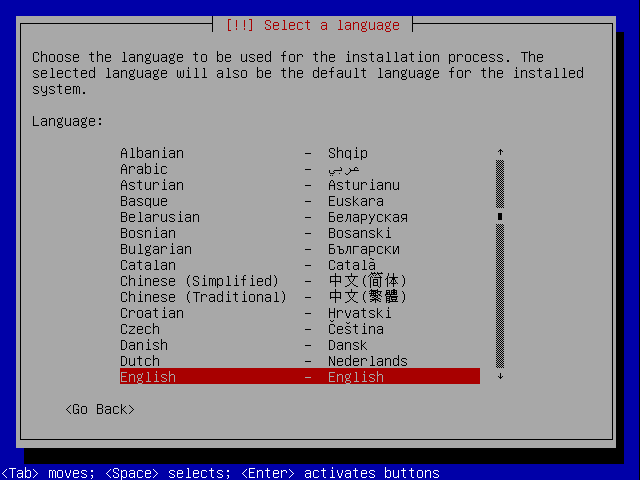 [!!] Select a language
Choose the language to be used for the installation process. The
selected language will also be the default language for the installed
system.
Language:
Albanian - Shqip
Arabic - عربي
Asturian - Asturianu
Basque - Euskara
Belarusian - Беларуская
Bosnian - Bosanski
Bulgarian - Български
Catalan - Català
Chinese (Simplified) - 中文(简体)
Chinese (Traditional) - 中文(繁體)
Croatian - Hrvatski
Czech - Čeština
Danish - Dansk
Dutch - Nederlands
English - English
<Go Back>
<Tab> moves; <Space> selects; <Enter> activates buttons